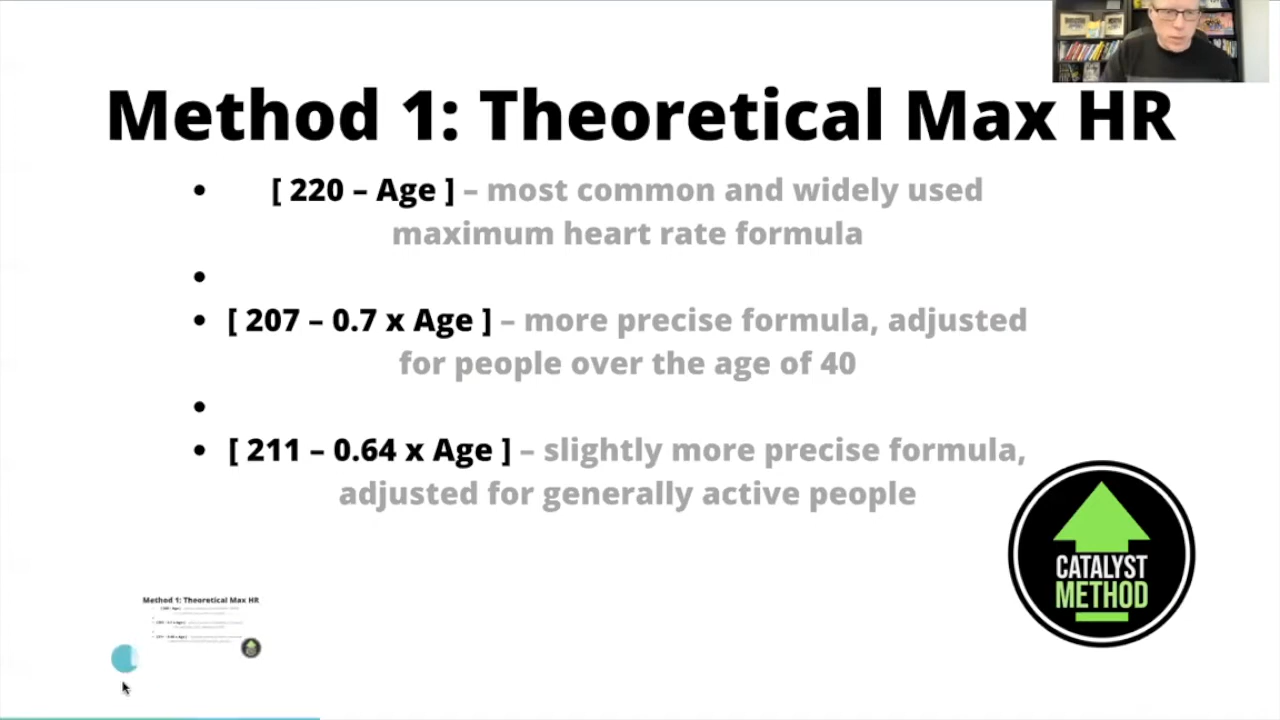 Method 1: Theoretical Max HR
• [ 220 – Age ] – most common and widely used
maximum heart rate formula
•
• [ 207 – 0.7 x Age ] – more precise formula, adjusted
for people over the age of 40
•
• [ 211 – 0.64 x Age ] – slightly more precise formula,
adjusted for generally active people
CATALYST
METHOD
Method 1: Theoretical Max HR